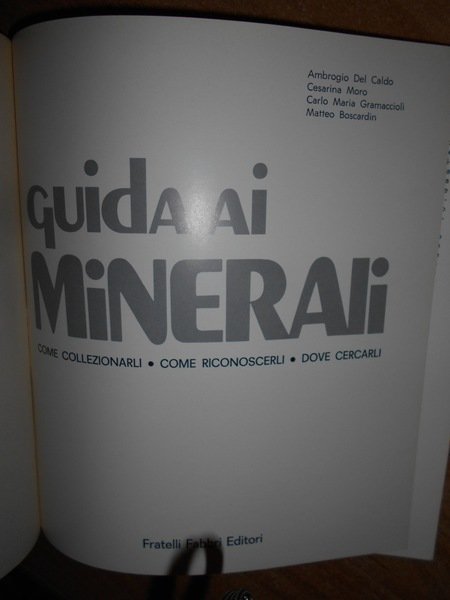 Ambrogio Del Caldo
Cesarina Moro
Carlo Maria Gramaccioli
Matteo Boscardin
GuidA Ai
MiNERAli
COME COLLEZIONARLI • COME RICONOSCERLI • DOVE CERCARLI
Fratelli Fabbri Editori